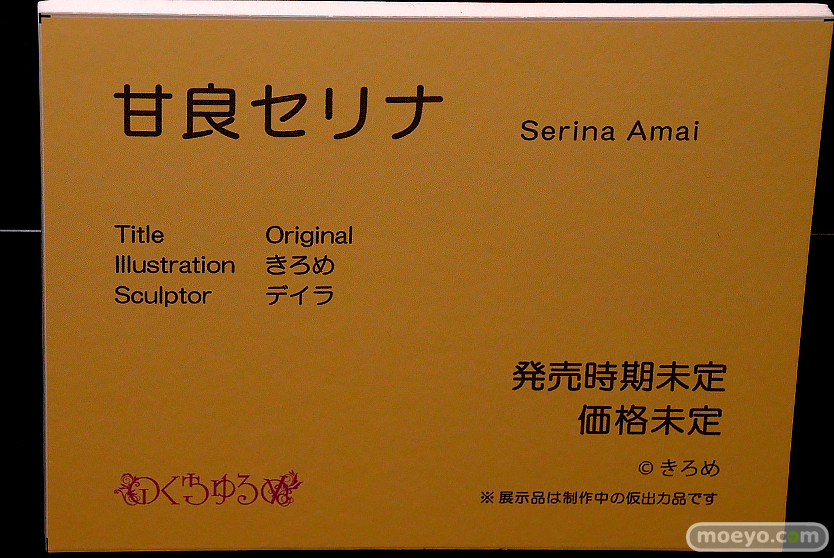 甘良セリナ Serina Amai
Title Original
Illustration きろめ
Sculptor デイラ
発売時期未定
価格未定
© きろめ
※展示品は制作中の仮出力品です
moeyo.com